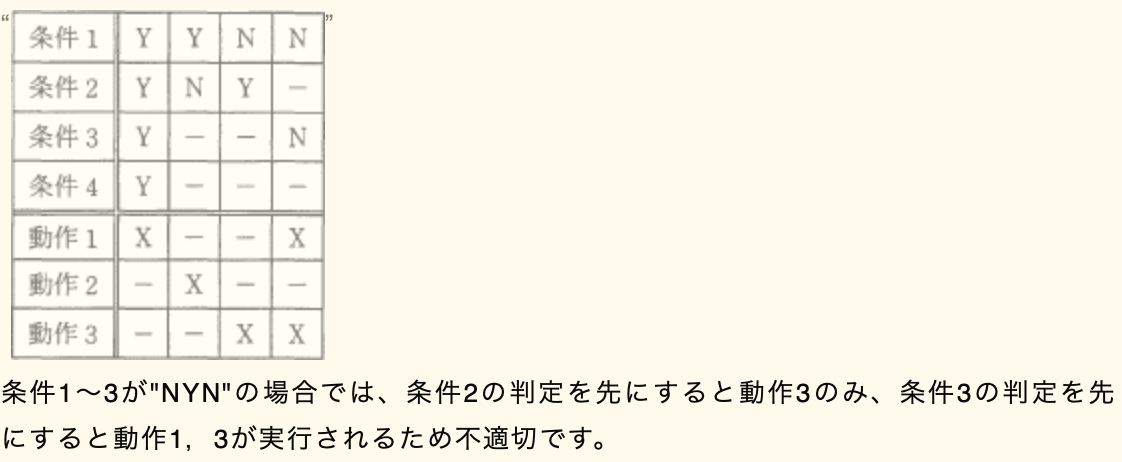 “条件1 Y Y N N”
条件2 Y N Y －
条件3 Y － － N
条件4 Y － － －
動作1 X － － X
動作2 － X － －
動作3 － － X X
条件1～3が"NYN"の場合では、条件2の判定を先にすると動作3のみ、条件3の判定を先
にすると動作1，3が実行されるため不適切です。